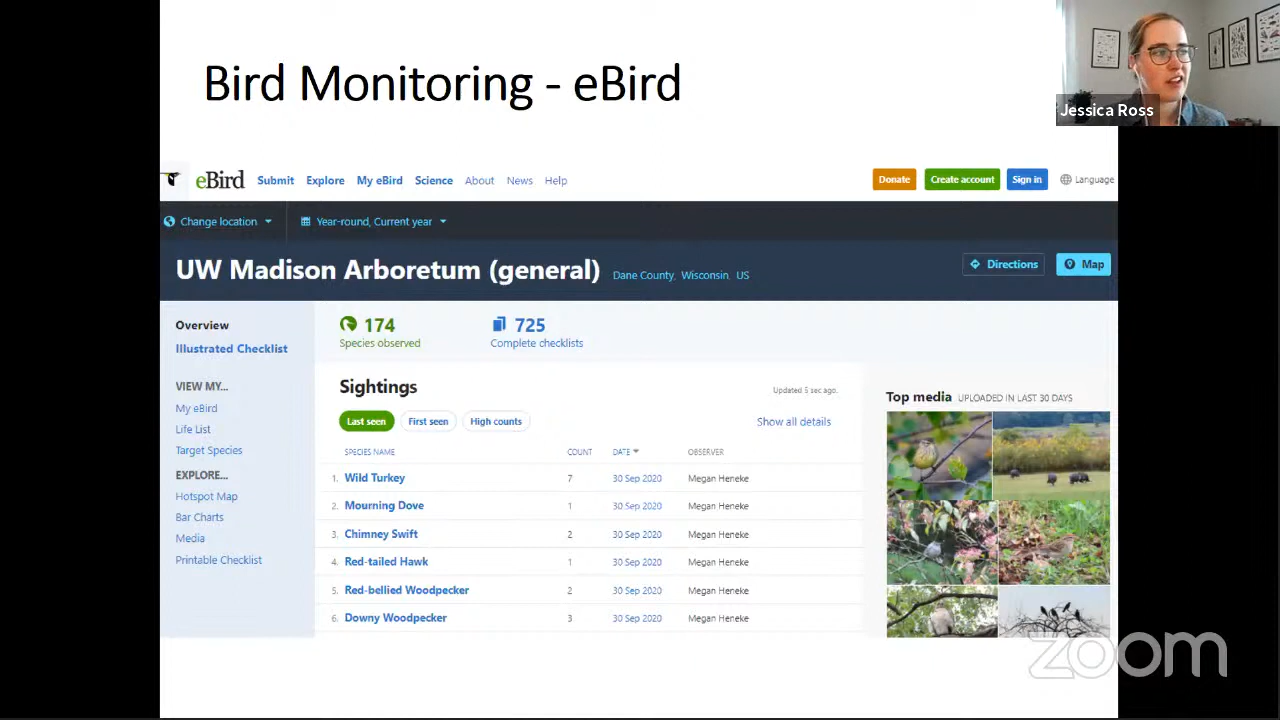 Bird Monitoring - eBird
Jessica Ross
eBird Submit Explore My eBird Science About News Help Donate Create account Sign in Language
Change location Year-round, Current year
UW Madison Arboretum (general) Dane County, Wisconsin, US Directions Map
Overview
Illustrated Checklist
VIEW MY...
My eBird
Life List
Target Species
EXPLORE...
Hotspot Map
Bar Charts
Media
Printable Checklist
174 725
Species observed Complete checklists
Sightings Updated 5 sec ago.
Last seen First seen High counts Show all details
SPECIES NAME COUNT DATE OBSERVER
1. Wild Turkey 7 30 Sep 2020 Megan Heneke
2. Mourning Dove 1 30 Sep 2020 Megan Heneke
3. Chimney Swift 2 30 Sep 2020 Megan Heneke
4. Red-tailed Hawk 1 30 Sep 2020 Megan Heneke
5. Red-bellied Woodpecker 2 30 Sep 2020 Megan Heneke
6. Downy Woodpecker 3 30 Sep 2020 Megan Heneke
Top media UPLOADED IN LAST 30 DAYS
zoom